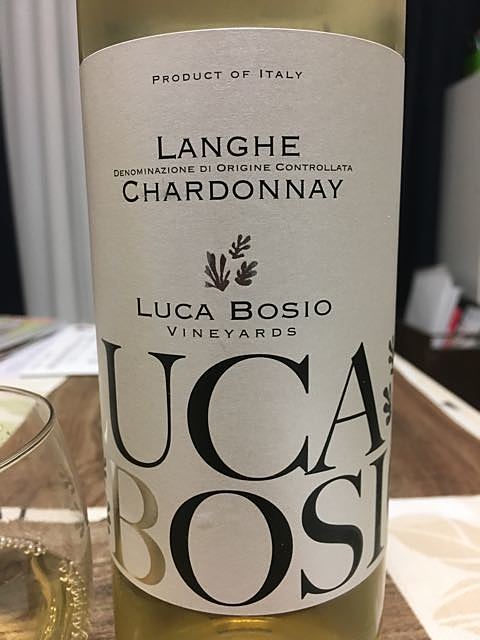 PRODUCT OF ITALY
LANGHE
DENOMINAZIONE DI ORIGINE CONTROLLATA
CHARDONNAY
LUCA BOSIO
VINEYARDS
UCA
BOSI